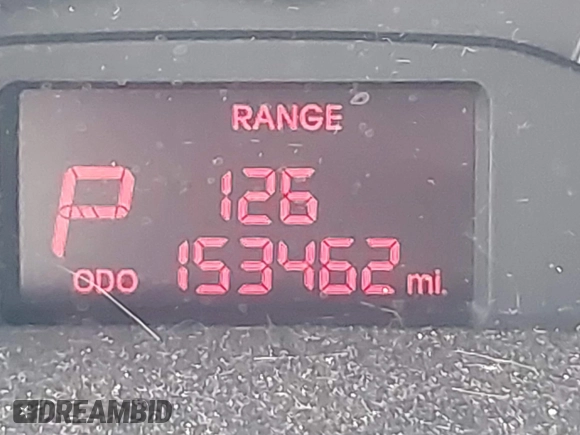 RANGE
P 126
ODO 153462 mi.
DREAMBID